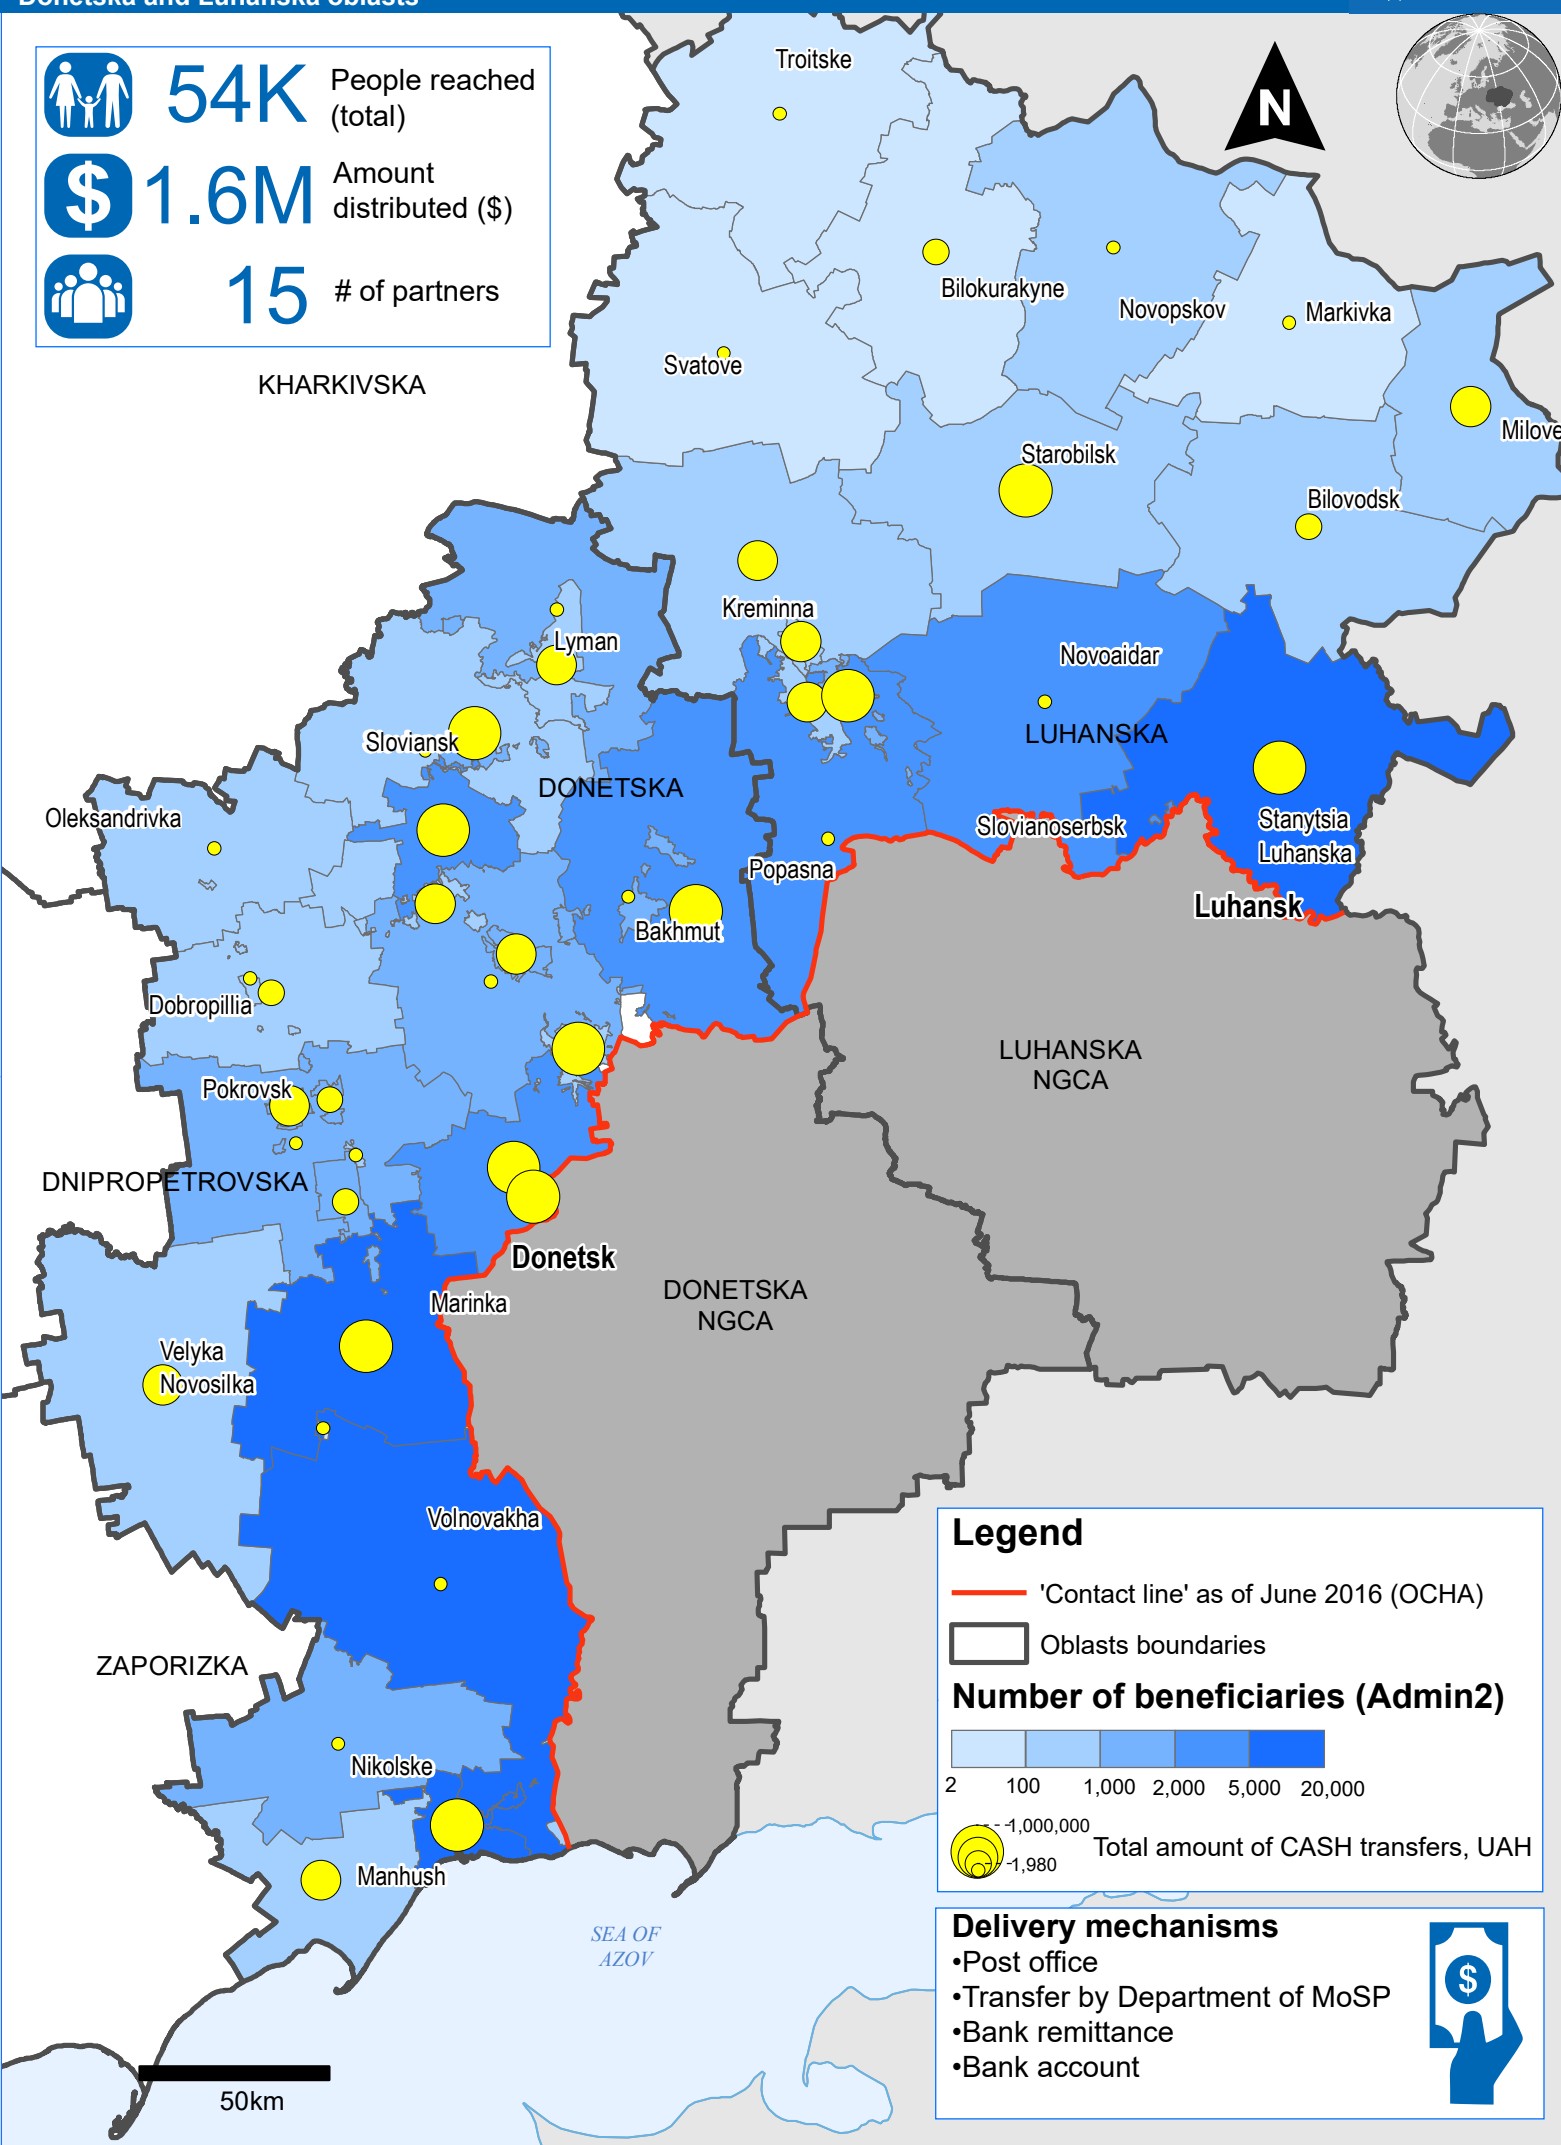 Donetska and Luhanska oblasts
54K
People reached
(total)
$
1.6M
Amount
distributed ($)
15
# of partners
N
Troitske
Bilokurakyne
Novopskov
Markivka
Svatove
KHARKIVSKA
Milove
Starobilsk
Bilovodsk
Kreminna
Lyman
Novoaidar
LUHANSKA
Sloviansk
DONETSKA
Oleksandrivka
Slovianoserbsk
Stanytsia
Luhanska
Popasna
Luhansk
Bakhmut
Dobropillia
LUHANSKA
NGCA
Pokrovsk
DNIPROPETROVSKA
Donetsk
DONETSKA
NGCA
Marinka
Velyka
Novosilka
Volnovakha
ZAPORIZKA
Nikolske
Manhush
SEA OF
AZOV
50km
Legend
'Contact line' as of June 2016 (OCHA)
Oblasts boundaries
Number of beneficiaries (Admin2)
2 100 1,000 2,000 5,000 20,000
1,000,000
1,980
Total amount of CASH transfers, UAH
Delivery mechanisms
•Post office
•Transfer by Department of MoSP
•Bank remittance
•Bank account
$